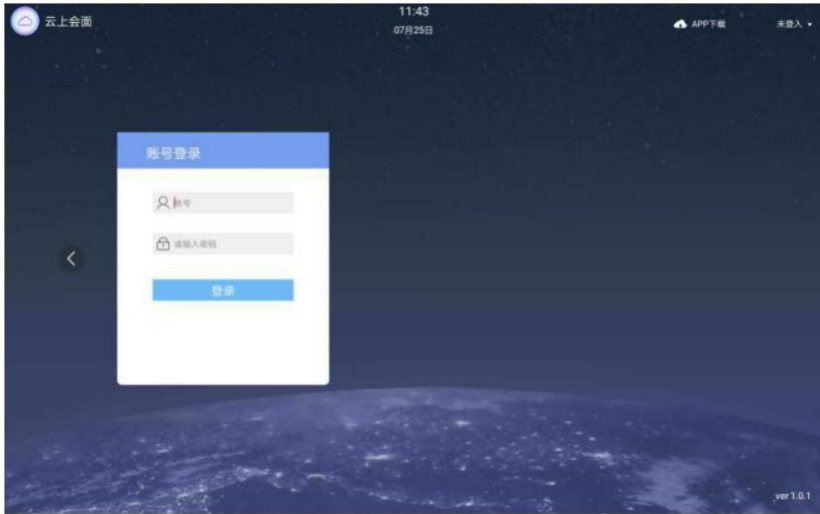 云上会面
11:43
07月25日
APP下载
未登入
账号登录
账号
请输入密码
登录
ver 1.0.1